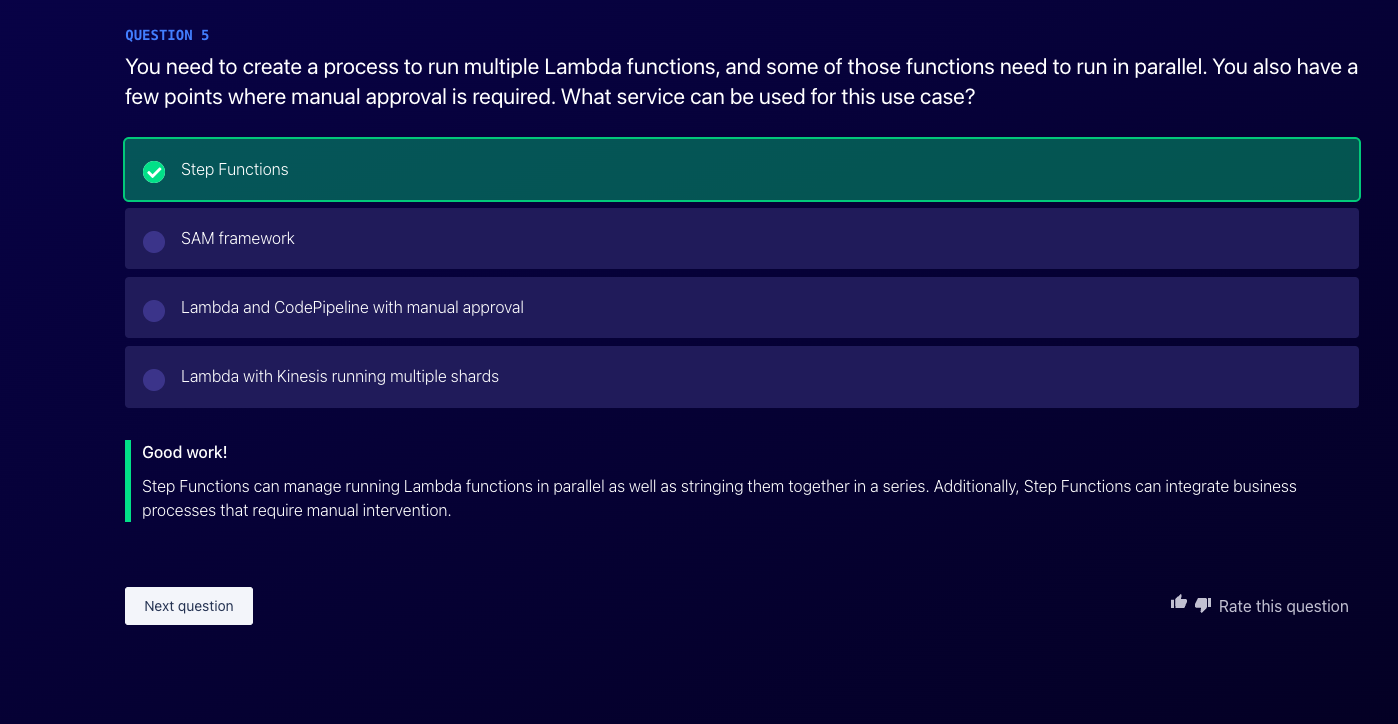 QUESTION 5
You need to create a process to run multiple Lambda functions, and some of those functions need to run in parallel. You also have a
few points where manual approval is required. What service can be used for this use case?
Step Functions
SAM framework
Lambda and CodePipeline with manual approval
Lambda with Kinesis running multiple shards
Good work!
Step Functions can manage running Lambda functions in parallel as well as stringing them together in a series. Additionally, Step Functions can integrate business
processes that require manual intervention.
Next question
Rate this question